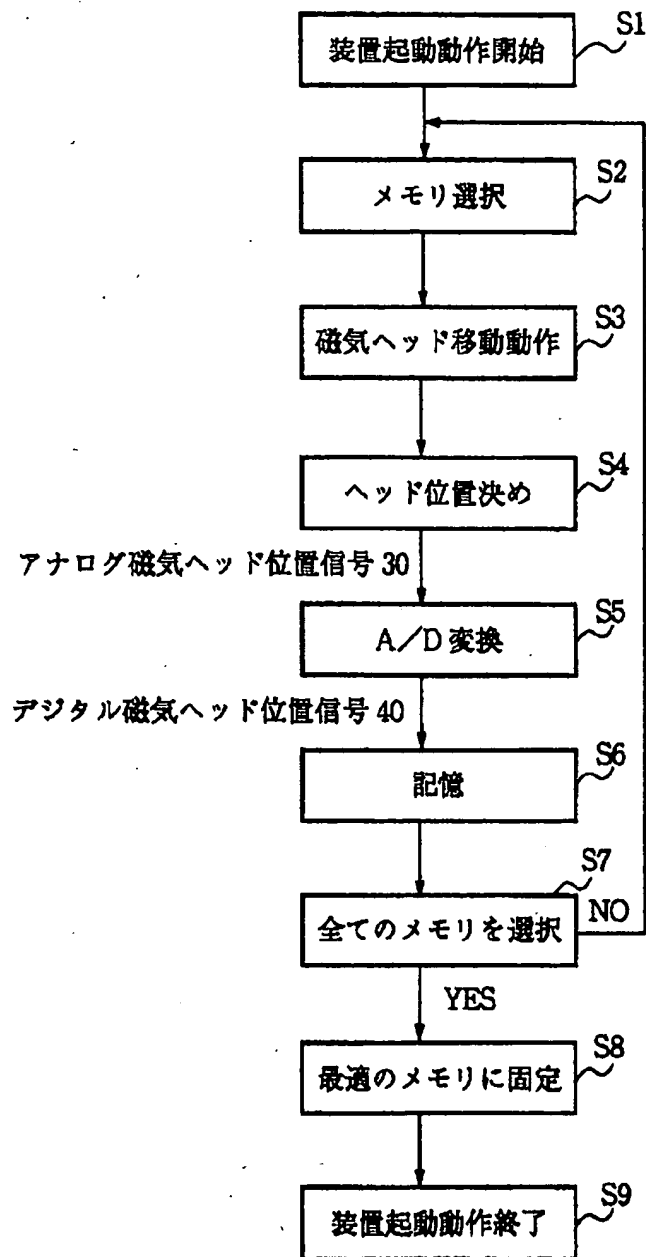 装置起動動作開始
S1
メモリ選択
S2
磁気ヘッド移動動作
S3
ヘッド位置決め
S4
アナログ磁気ヘッド位置信号30
A/D変換
S5
デジタル磁気ヘッド位置信号40
記憶
S6
全てのメモリを選択
S7
NO
YES
最適のメモリに固定
S8
装置起動動作終了
S9